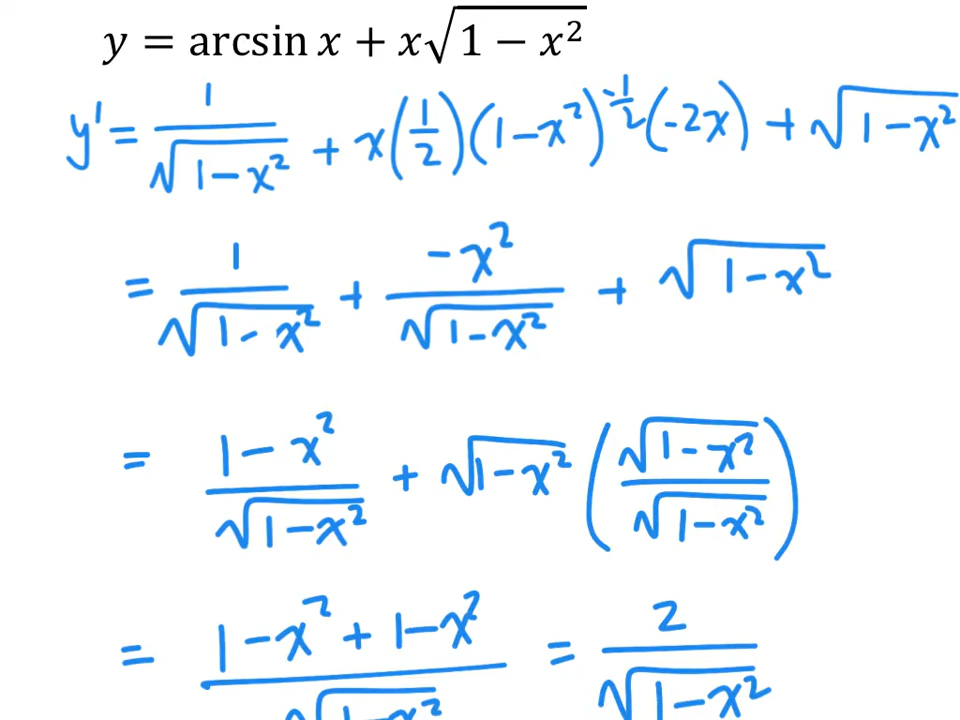 y = arcsin x + x√(1 − x²)
y' = 1/√(1−x²) + x(1/2)(1−x²)^(-1/2)(-2x) + √(1−x²)
= 1/√(1−x²) + −x²/√(1−x²) + √(1−x²)
= (1−x²)/√(1−x²) + √(1−x²) (√(1−x²)/√(1−x²))
= (1−x²+1−x²)/√(1−x²) = 2/√(1−x²)